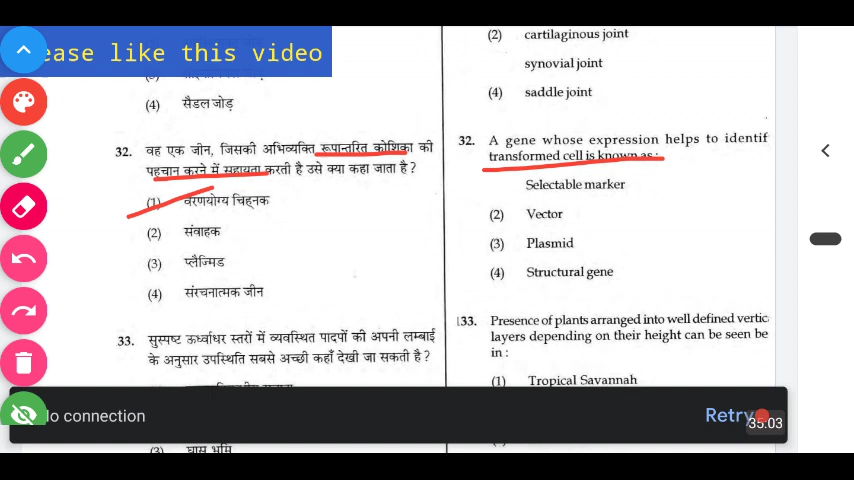 ease like this video
(4) सैडल जोड़
32. वह एक जीन, जिसकी अभिव्यक्ति रूपान्तरित कोशिका की
पहचान करने में सहायता करती है उसे क्या कहा जाता है ?
(1) वरणयोग्य चिह्नक
(2) संवाहक
(3) प्लैज्मिड
(4) संरचनात्मक जीन
33. सुस्पष्ट ऊर्ध्वाधर स्तरों में व्यवस्थित पादपों की अपनी लम्बाई
के अनुसार उपस्थिति सबसे अच्छी कहाँ देखी जा सकती है ?
(3) घास भूमि
(2) cartilaginous joint
synovial joint
(4) saddle joint
32. A gene whose expression helps to identif
transformed cell is known as :
Selectable marker
(2) Vector
(3) Plasmid
(4) Structural gene
133. Presence of plants arranged into well defined vertic
layers depending on their height can be seen be
in :
(1) Tropical Savannah
No connection
Retry
35:03